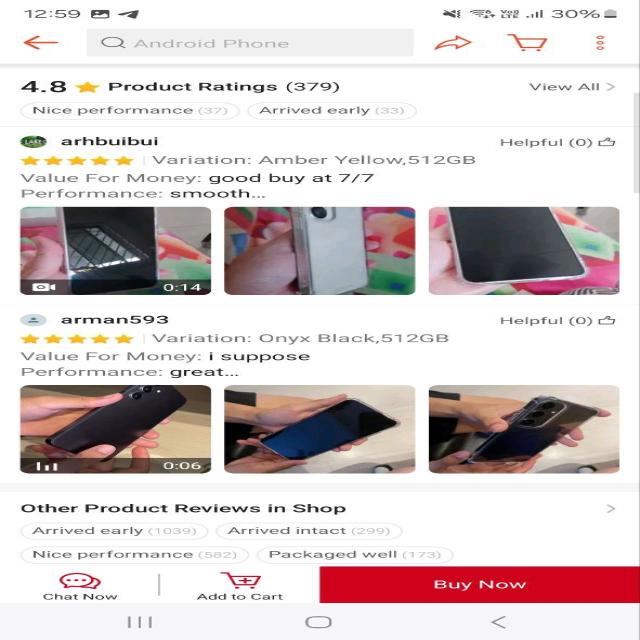 12:59 30%
Android Phone
4.8 Product Ratings (379) View All >
Nice performance (37) Arrived early (33)
arhbuibui Helpful (0)
Variation: Amber Yellow,512GB
Value For Money: good buy at 7/7
Performance: smooth...
0:14
arman593 Helpful (0)
Variation: Onyx Black,512GB
Value For Money: i suppose
Performance: great...
0:06
Other Product Reviews in Shop >
Arrived early (1039) Arrived intact (299)
Nice performance (582) Packaged well (173)
Chat Now Add to Cart Buy Now